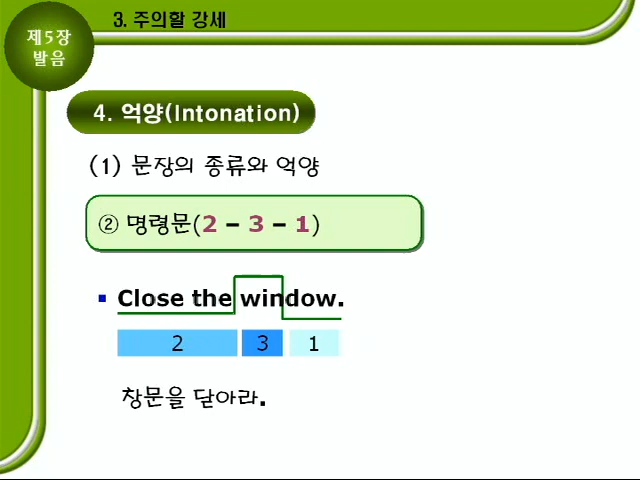 3. 주의할 강세
제5장
발음
4. 억양(Intonation)
(1) 문장의 종류와 억양
② 명령문(2 – 3 – 1)
▪ Close the window.
2 3 1
창문을 닫아라.